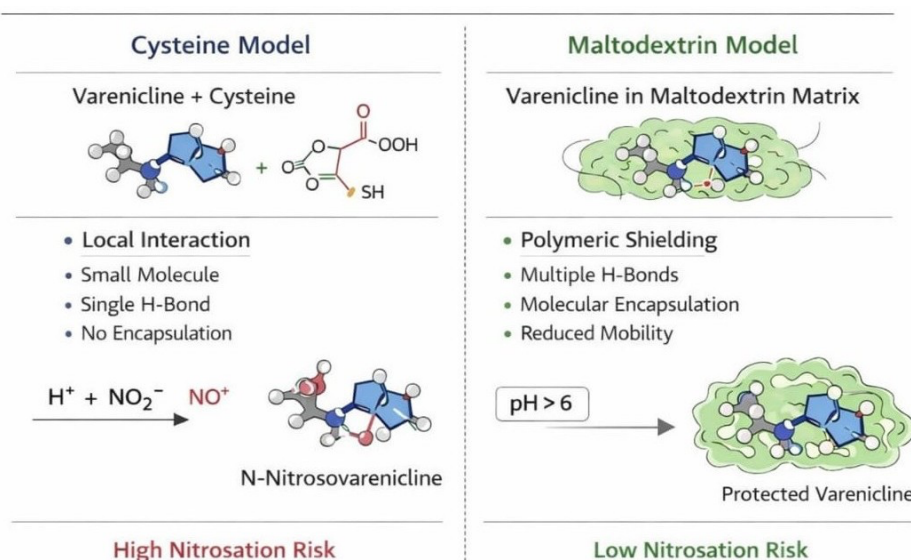 Cysteine Model
Varenicline + Cysteine
+
O
OOH
O
O
O
SH
• Local Interaction
• Small Molecule
• Single H-Bond
• No Encapsulation
H⁺ + NO₂⁻ NO⁺
N-Nitrosovarenicline
High Nitrosation Risk
Maltodextrin Model
Varenicline in Maltodextrin Matrix
• Polymeric Shielding
• Multiple H-Bonds
• Molecular Encapsulation
• Reduced Mobility
pH > 6
Protected Varenicline
Low Nitrosation Risk